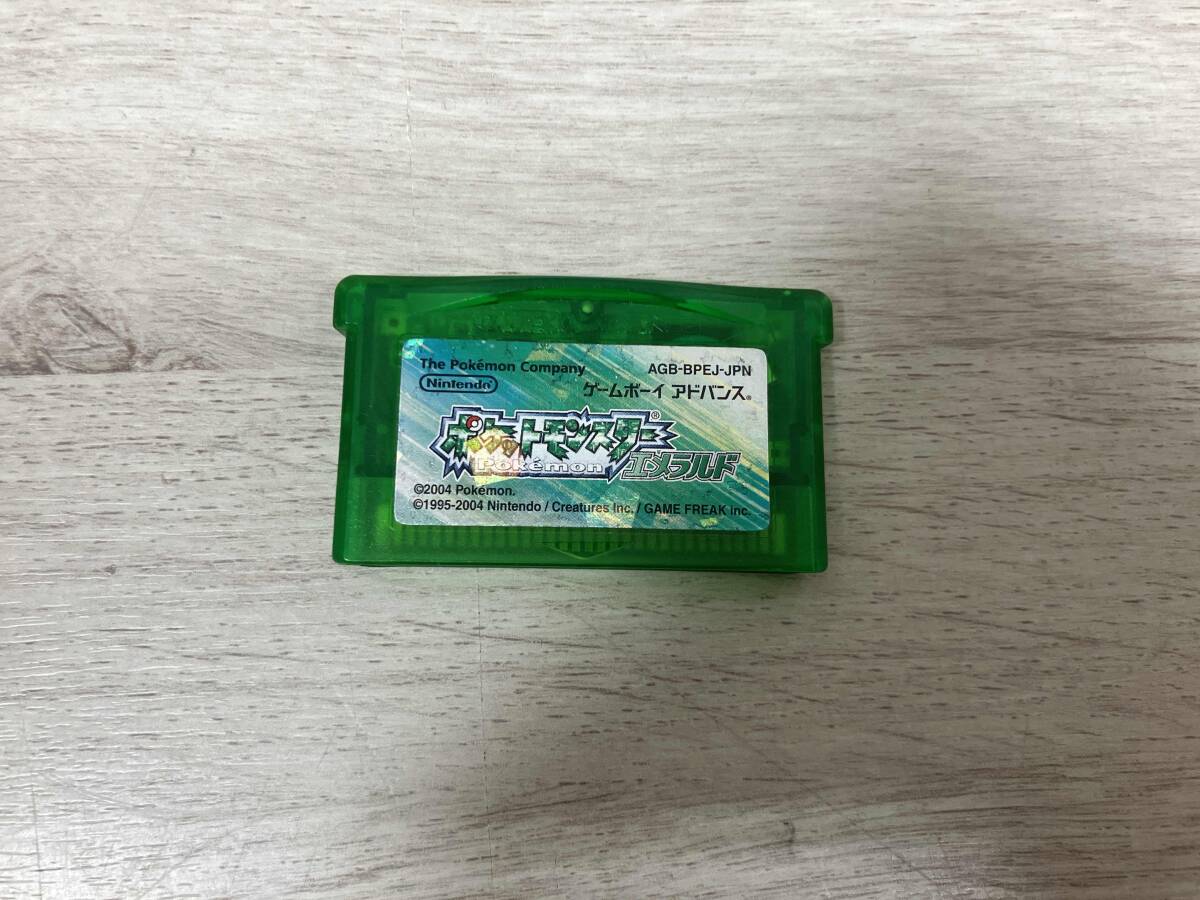 The Pokémon Company
AGB-BPEJ-JPN
Nintendo®
ゲームボーイ アドバンス®
ポケットモンスター®
Pokémon
エメラルド
©2004 Pokémon.
©1995-2004 Nintendo / Creatures Inc. / GAME FREAK inc.